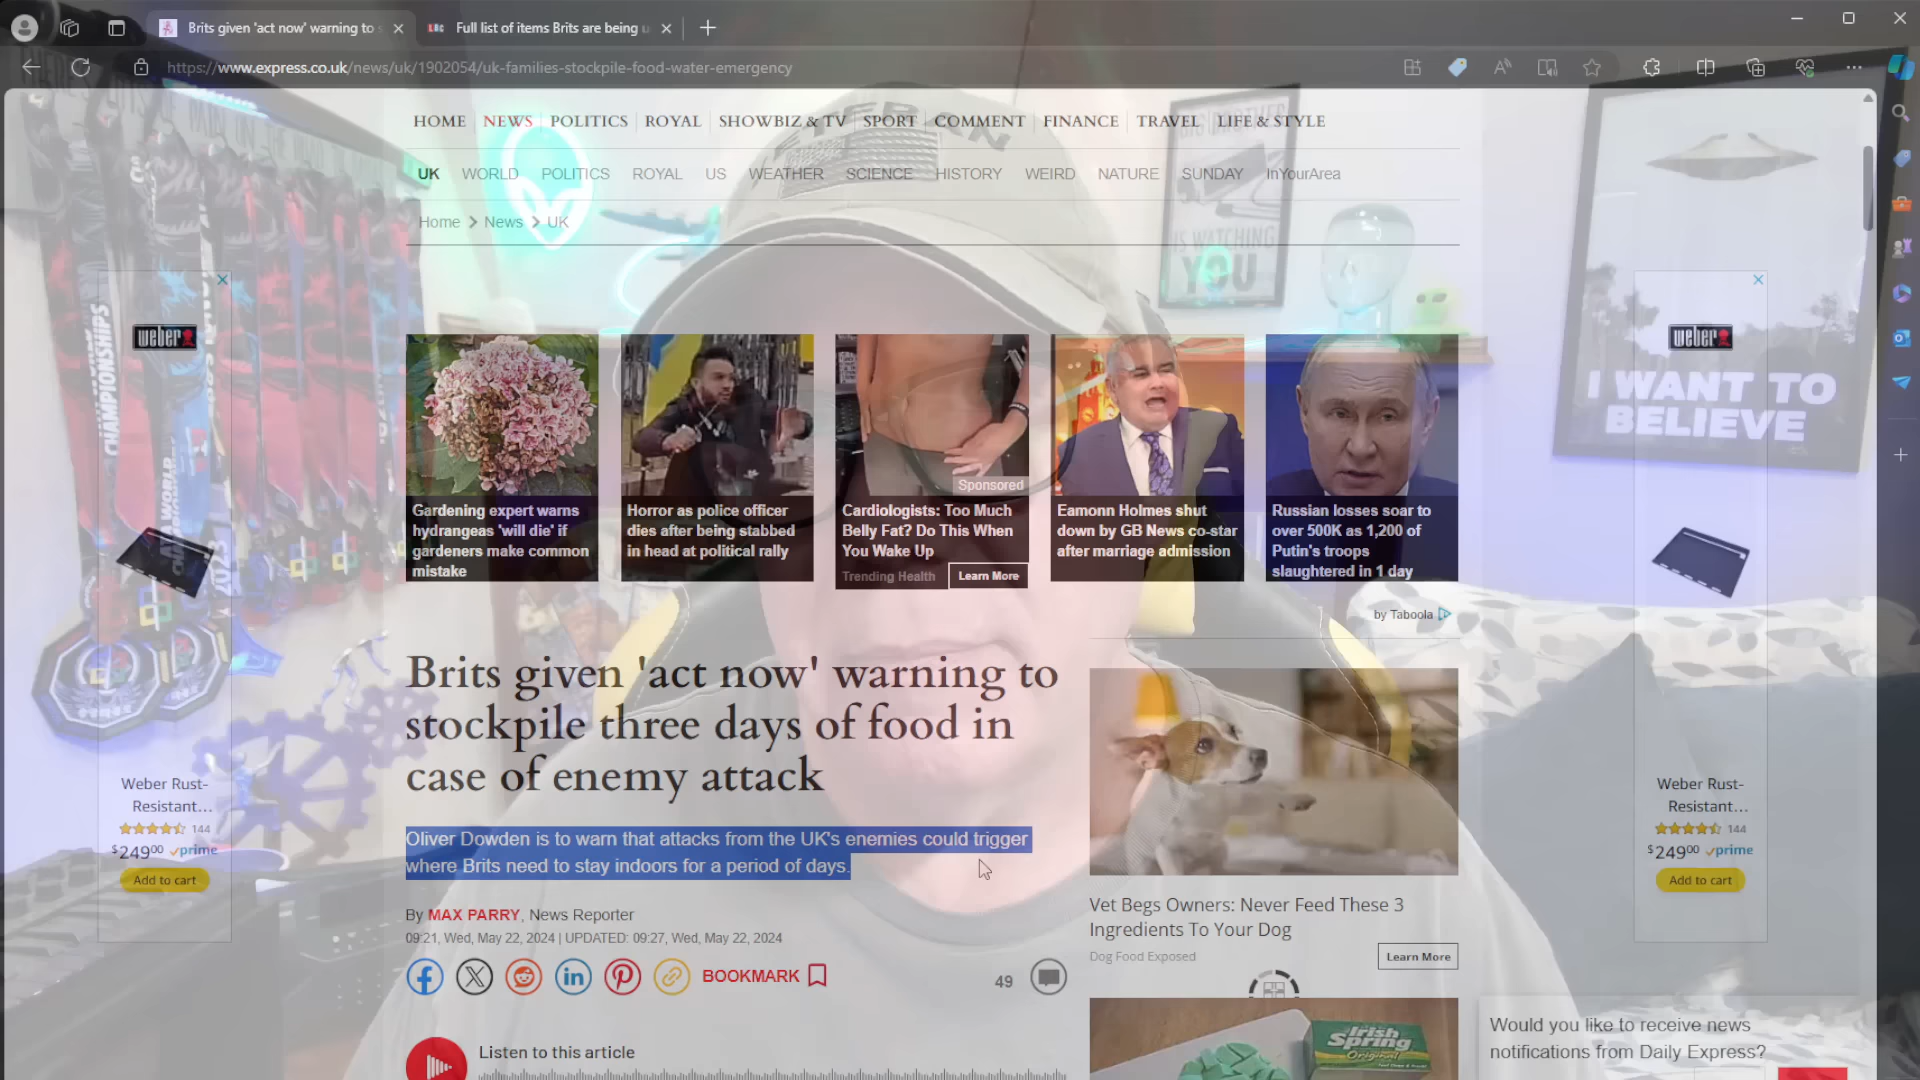 Brits given 'act now' warning to s
Full list of items Brits are being u
https://www.express.co.uk/news/uk/1902054/uk-families-stockpile-food-water-emergency
HOME NEWS POLITICS ROYAL SHOWBIZ & TV SPORT COMMENT FINANCE TRAVEL LIFE & STYLE
UK WORLD POLITICS ROYAL US WEATHER SCIENCE HISTORY WEIRD NATURE SUNDAY InYourArea
Home > News > UK
VETERAN
BIG BROTHER
IS WATCHING
YOU
weber
weber
I WANT TO
BELIEVE
CHAMPIONSHIPS
Sponsored
Gardening expert warns
hydrangeas 'will die' if
gardeners make common
mistake
Horror as police officer
dies after being stabbed
in head at political rally
Cardiologists: Too Much
Belly Fat? Do This When
You Wake Up
Trending Health Learn More
Eamonn Holmes shut
down by GB News co-star
after marriage admission
Russian losses soar to
over 500K as 1,200 of
Putin's troops
slaughtered in 1 day
by Taboola
Brits given 'act now' warning to
stockpile three days of food in
case of enemy attack
Oliver Dowden is to warn that attacks from the UK's enemies could trigger
where Brits need to stay indoors for a period of days.
By MAX PARRY, News Reporter
09:21, Wed, May 22, 2024 | UPDATED: 09:27, Wed, May 22, 2024
BOOKMARK
49
Listen to this article
Weber Rust-
Resistant...
144
$249.00 prime
Add to cart
Weber Rust-
Resistant...
144
$249.00 prime
Add to cart
Vet Begs Owners: Never Feed These 3
Ingredients To Your Dog
Dog Food Exposed
Learn More
Irish
Spring
Original
Would you like to receive news
notifications from Daily Express?